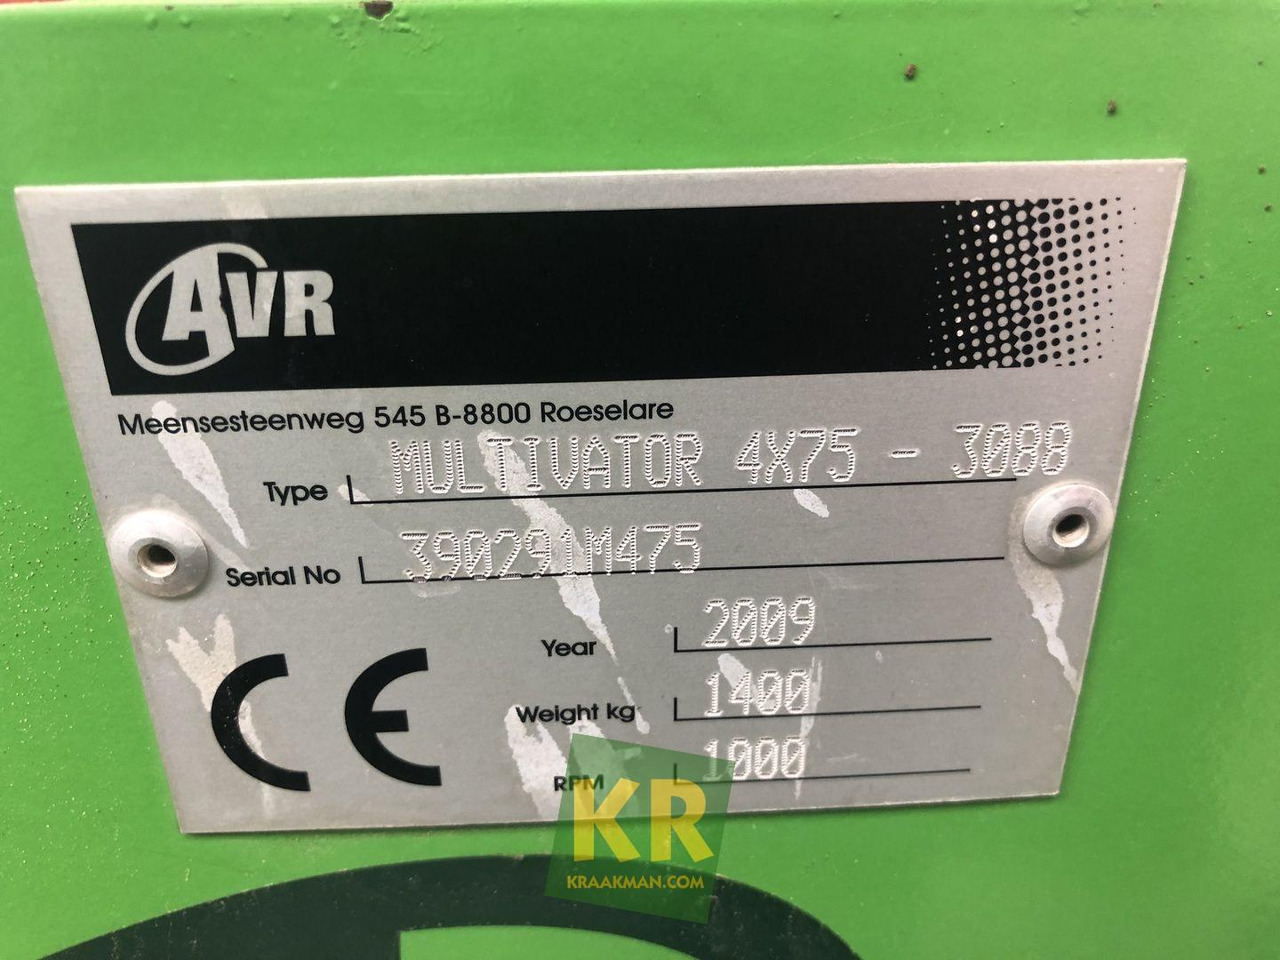 AVR
Meensesteenweg 545 B-8800 Roeselare
Type MULTIVATOR 4X75 - 3088
Serial No 390291M475
Year 2009
Weight kg 1400
RPM 1000
CE
KR
KRAAKMAN.COM